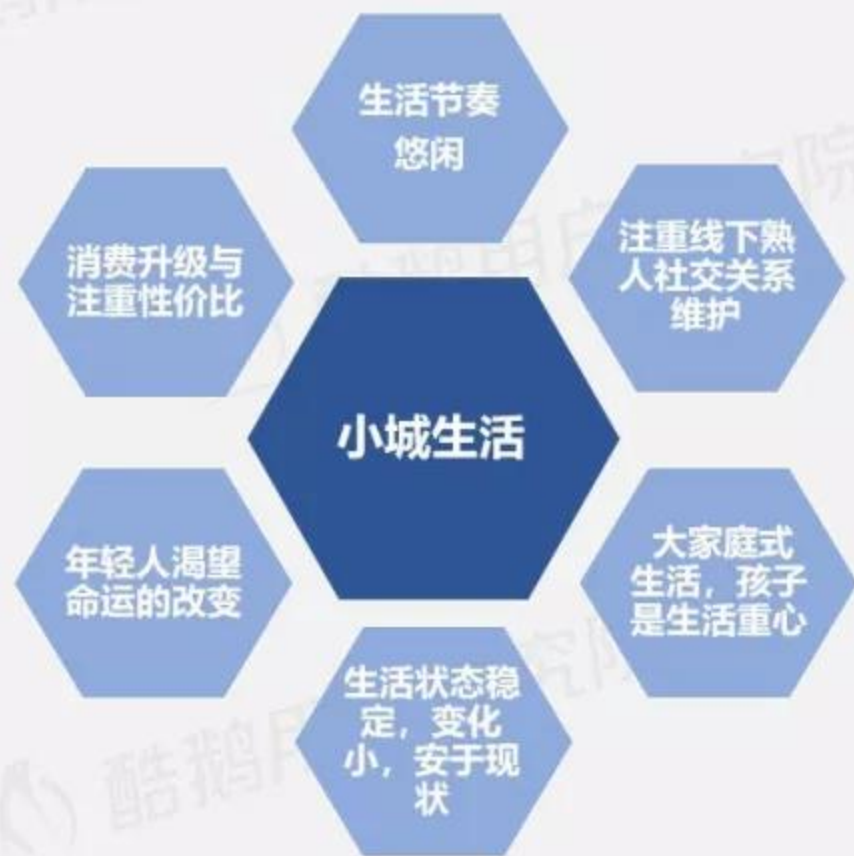 生活节奏
悠闲
注重线下熟
人社交关系
维护
消费升级与
注重性价比
小城生活
大家庭式
生活，孩子
是生活重心
年轻人渴望
命运的改变
生活状态稳
定，变化
小，安于现
状
酷鹅用